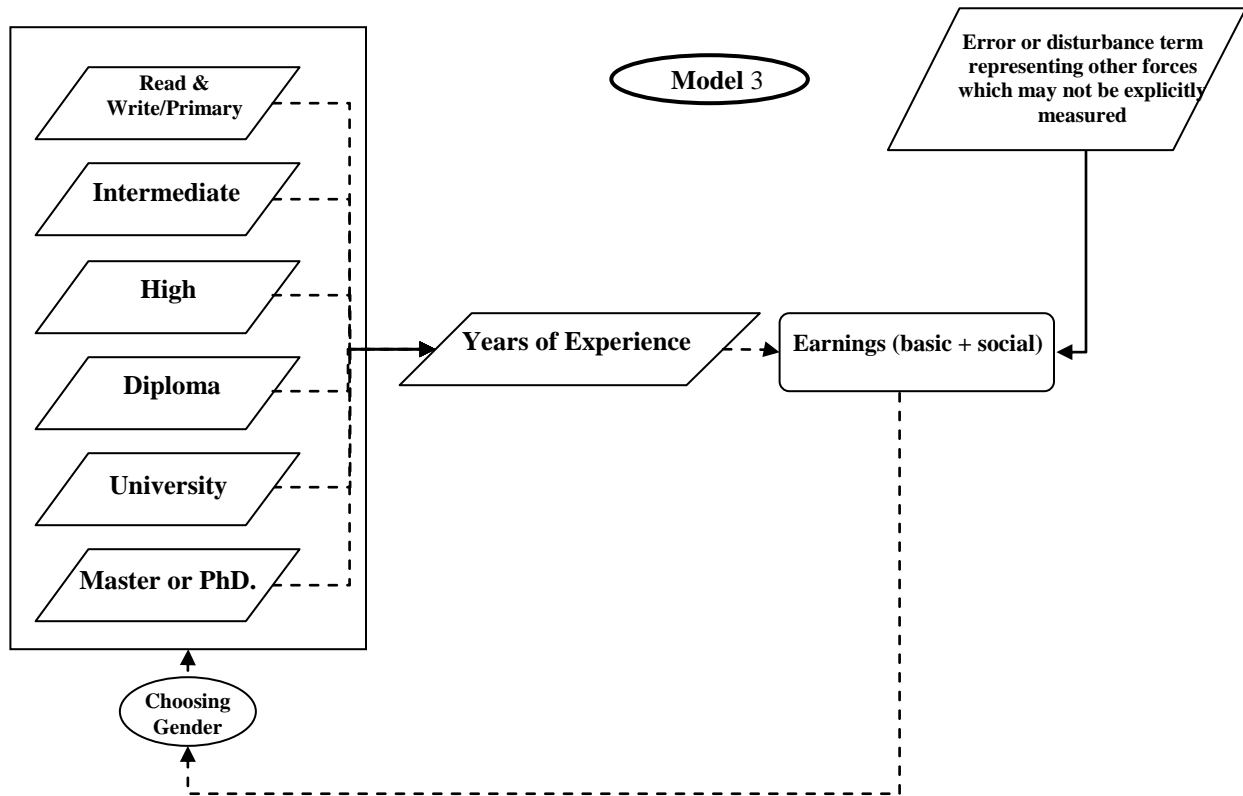 Read &
Write/Primary
Intermediate
High
Diploma
University
Master or PhD.
Choosing
Gender
Model 3
Years of Experience
Earnings (basic + social)
Error or disturbance term
representing other forces
which may not be explicitly
measured